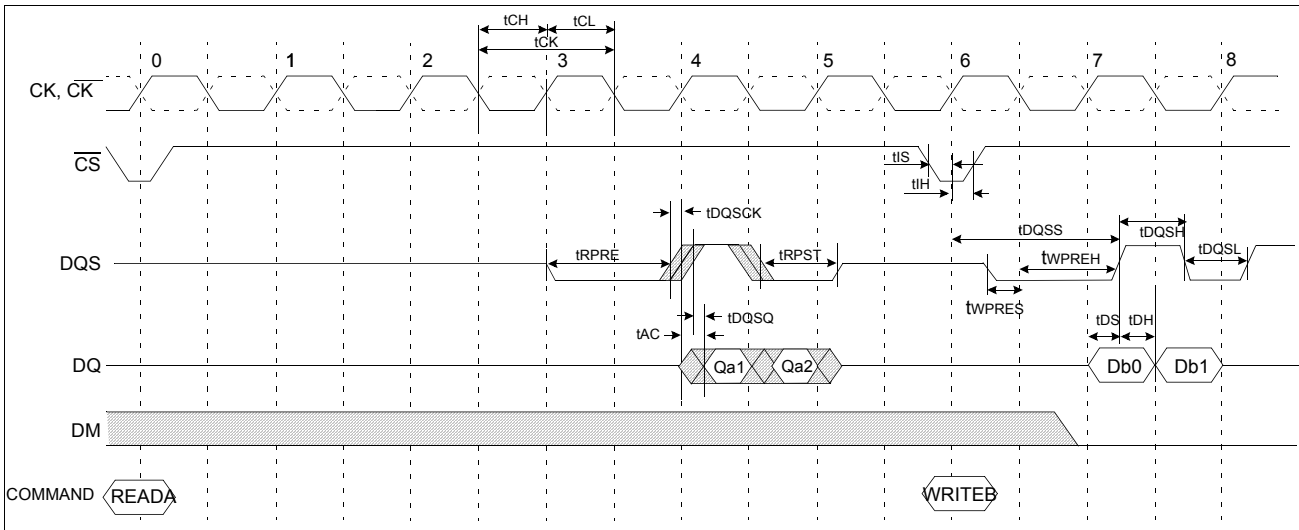 tCH tCL
tCK
0 1 2 3 4 5 6 7 8
CK, CK
CS
tIS
tIH
tDQSCK
tDQSS
tDQSH
DQS
tRPRE
tRPST
tWPREH
tDQSL
tWPRES
tDQSQ
tAC
tDS tDH
DQ
Qa1 Qa2
Db0 Db1
DM
COMMAND READA WRITEB